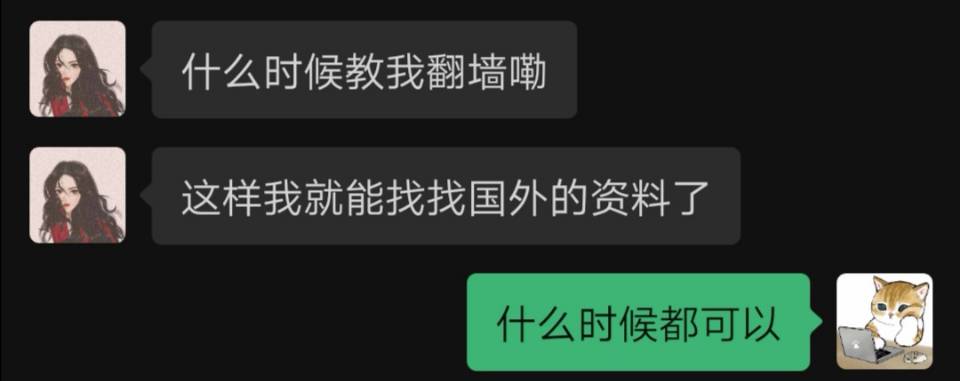 什么时候教我翻墙嘞
这样我就能找找国外的资料了
什么时候都可以